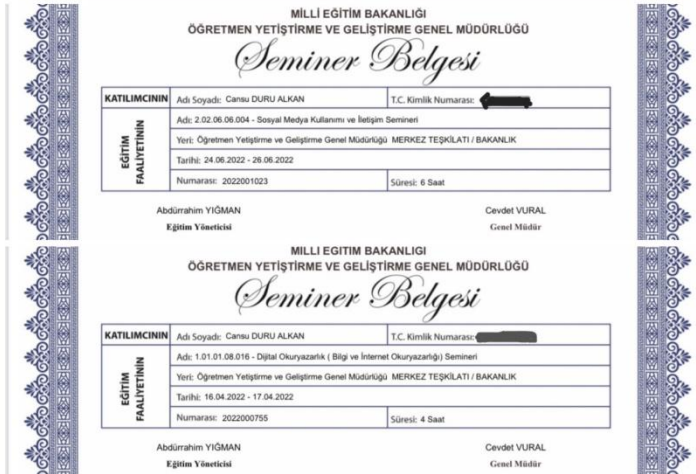 MİLLİ EĞİTİM BAKANLIĞI
ÖĞRETMEN YETİŞTİRME VE GELİŞTİRME GENEL MÜDÜRLÜĞÜ
Seminer Belgesi
KATILIMCININ Adı Soyadı: Cansu DURU ALKAN T.C. Kimlik Numarası:
EĞİTİM FAALİYETİNİN
Adı: 2.02.06.06.004 - Sosyal Medya Kullanımı ve İletişim Semineri
Yeri: Öğretmen Yetiştirme ve Geliştirme Genel Müdürlüğü MERKEZ TEŞKİLATI / BAKANLIK
Tarihi: 24.06.2022 - 26.06.2022
Numarası: 2022001023 Süresi: 6 Saat
Abdürrahim YIĞMAN Cevdet VURAL
Eğitim Yöneticisi Genel Müdür
MİLLİ EĞİTİM BAKANLIĞI
ÖĞRETMEN YETİŞTİRME VE GELİŞTİRME GENEL MÜDÜRLÜĞÜ
Seminer Belgesi
KATILIMCININ Adı Soyadı: Cansu DURU ALKAN T.C. Kimlik Numarası:
EĞİTİM FAALİYETİNİN
Adı: 1.01.01.08.016 - Dijital Okuryazarlık ( Bilgi ve İnternet Okuryazarlığı) Semineri
Yeri: Öğretmen Yetiştirme ve Geliştirme Genel Müdürlüğü MERKEZ TEŞKİLATI / BAKANLIK
Tarihi: 16.04.2022 - 17.04.2022
Numarası: 2022000755 Süresi: 4 Saat
Abdürrahim YIĞMAN Cevdet VURAL
Eğitim Yöneticisi Genel Müdür